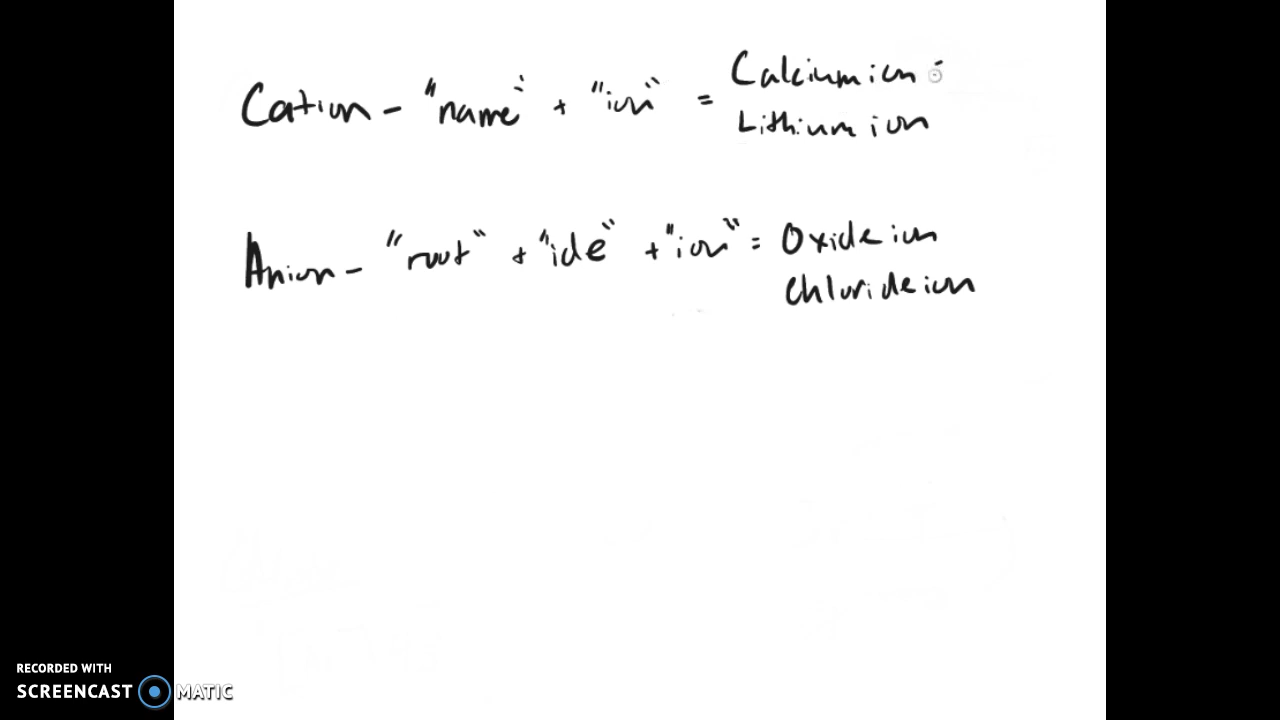 Cation - "name" + "ion" = Calcium ion
Lithium ion
Anion - "root" + "ide" + "ion" = Oxide ion
Chloride ion
RECORDED WITH
SCREENCAST MATIC